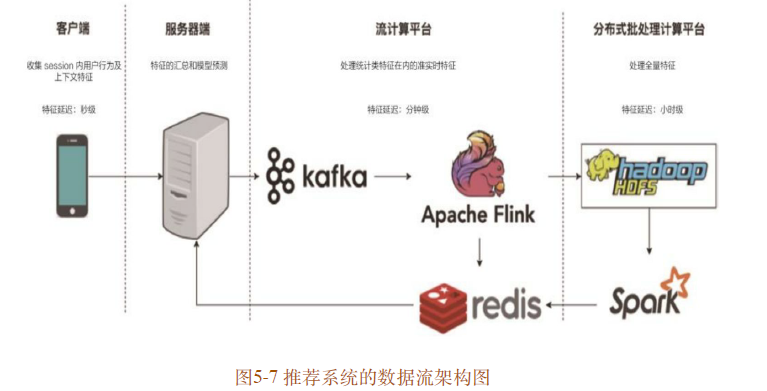 客户端
服务器端
流计算平台
分布式批处理计算平台
收集 session 内用户行为及
上下文特征
特征的汇总和模型预测
处理统计类特征在内的准实时特征
处理全量特征
特征延迟：秒级
特征延迟：分钟级
特征延迟：小时级
kafka
Apache Flink
hadoop
HDFS
redis
Spark
图5-7 推荐系统的数据流架构图